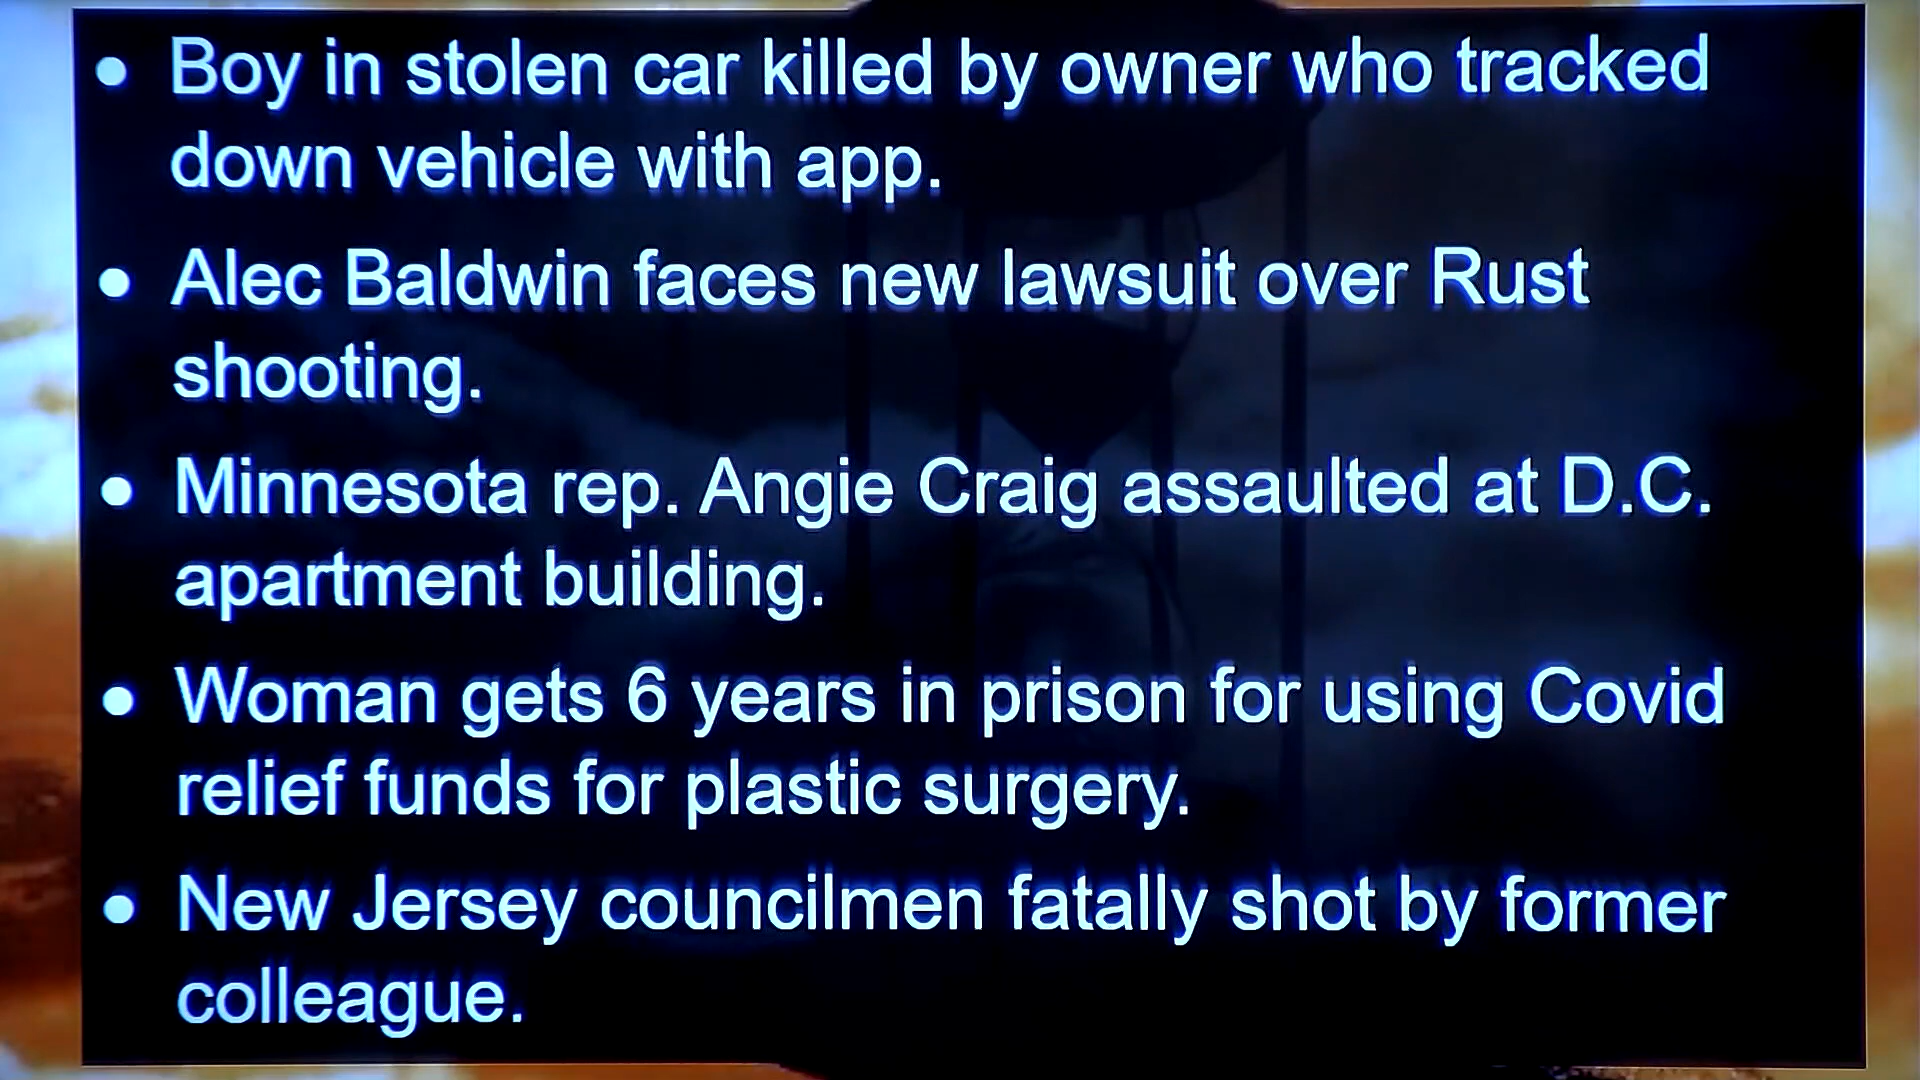 • Boy in stolen car killed by owner who tracked
down vehicle with app.
• Alec Baldwin faces new lawsuit over Rust
shooting.
• Minnesota rep. Angie Craig assaulted at D.C.
apartment building.
• Woman gets 6 years in prison for using Covid
relief funds for plastic surgery.
• New Jersey councilmen fatally shot by former
colleague.